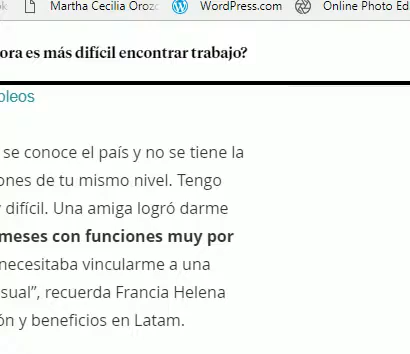 Martha Cecilia Orozc WordPress.com Online Photo Ed
ora es más difícil encontrar trabajo?
oleos
se conoce el país y no se tiene la
ones de tu mismo nivel. Tengo
difícil. Una amiga logró darme
meses con funciones muy por
necesitaba vincularme a una
sual”, recuerda Francia Helena
ón y beneficios en Latam.